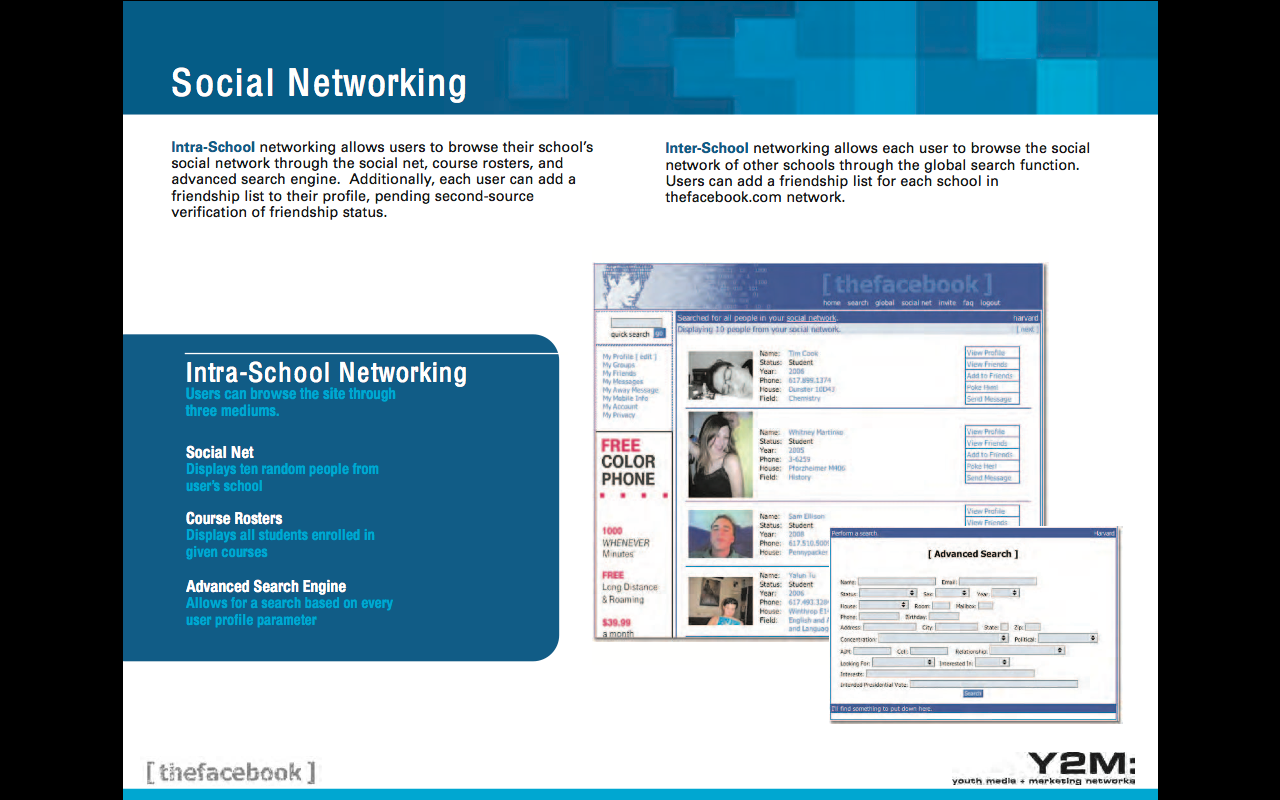 Social Networking
Intra-School networking allows users to browse their school's
social network through the social net, course rosters, and
advanced search engine. Additionally, each user can add a
friendship list to their profile, pending second-source
verification of friendship status.
Inter-School networking allows each user to browse the social
network of other schools through the global search function.
Users can add a friendship list for each school in
thefacebook.com network.
Intra-School Networking
Users can browse the site through
three mediums.
Social Net
Displays ten random people from
user's school
Course Rosters
Displays all students enrolled in
given courses
Advanced Search Engine
Allows for a search based on every
user profile parameter
[ thefacebook ]
home search global social net invite faq logout
quick search go
My Profile [ edit ]
My Groups
My Friends
My Messages
My Away Message
My Mobile Info
My Account
My Privacy
FREE
COLOR
PHONE
1000
WHENEVER
Minutes
FREE
Long Distance
& Roaming
$39.99
a month
Searched for all people in your social network. harvard
Displaying 10 people from your social network. [ next ]
Name: Tim Cook
Status: Student
Year: 2008
Phone: 617.899.1374
House: Dunster 10D43
Field: Chemistry
View Profile
View Friends
Add to Friends
Poke Him!
Send Message
Name: Whitney Martinko
Status: Student
Year: 2005
Phone: 3-6259
House: Pforzheimer M406
Field: History
View Profile
View Friends
Add to Friends
Poke Her!
Send Message
Name: Sam Ellison
Status: Student
Year: 2008
Phone:
House: Pennypacker
View Profile
View Friends
Name: Yalun Tu
Status: Student
Year: 2006
Phone:
House: Winthrop
Field: English and
and Languag
Perform a search. Harvard
[ Advanced Search ]
Name: Email:
Status: Sex: Year:
House: Room: Mailbox:
Phone: Birthday:
Address: City: State: Zip:
Concentration: Political:
AIM: Cell: Relationship:
Looking For: Interested In:
Interests:
Intended Presidential Vote:
Search
I'll find something to put down here.
[ thefacebook ]
Y2M:
youth media + marketing networks